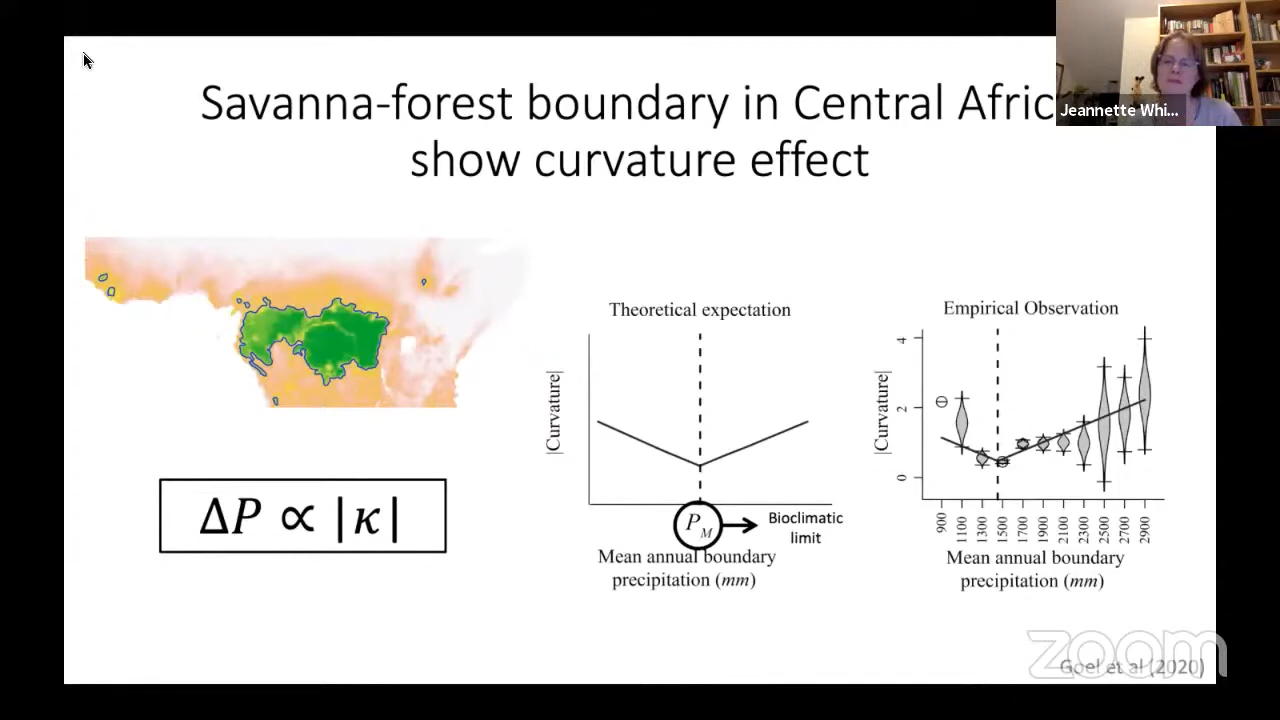 Savanna-forest boundary in Central Afric
show curvature effect
Jeannette Whi...
Theoretical expectation
|Curvature|
P_M
Bioclimatic
limit
Mean annual boundary
precipitation (mm)
Empirical Observation
|Curvature|
4
2
0
900
1100
1300
1500
1700
1900
2100
2300
2500
2700
2900
Mean annual boundary
precipitation (mm)
ΔP ∝ |κ|
zoom
Goel et al (2020)